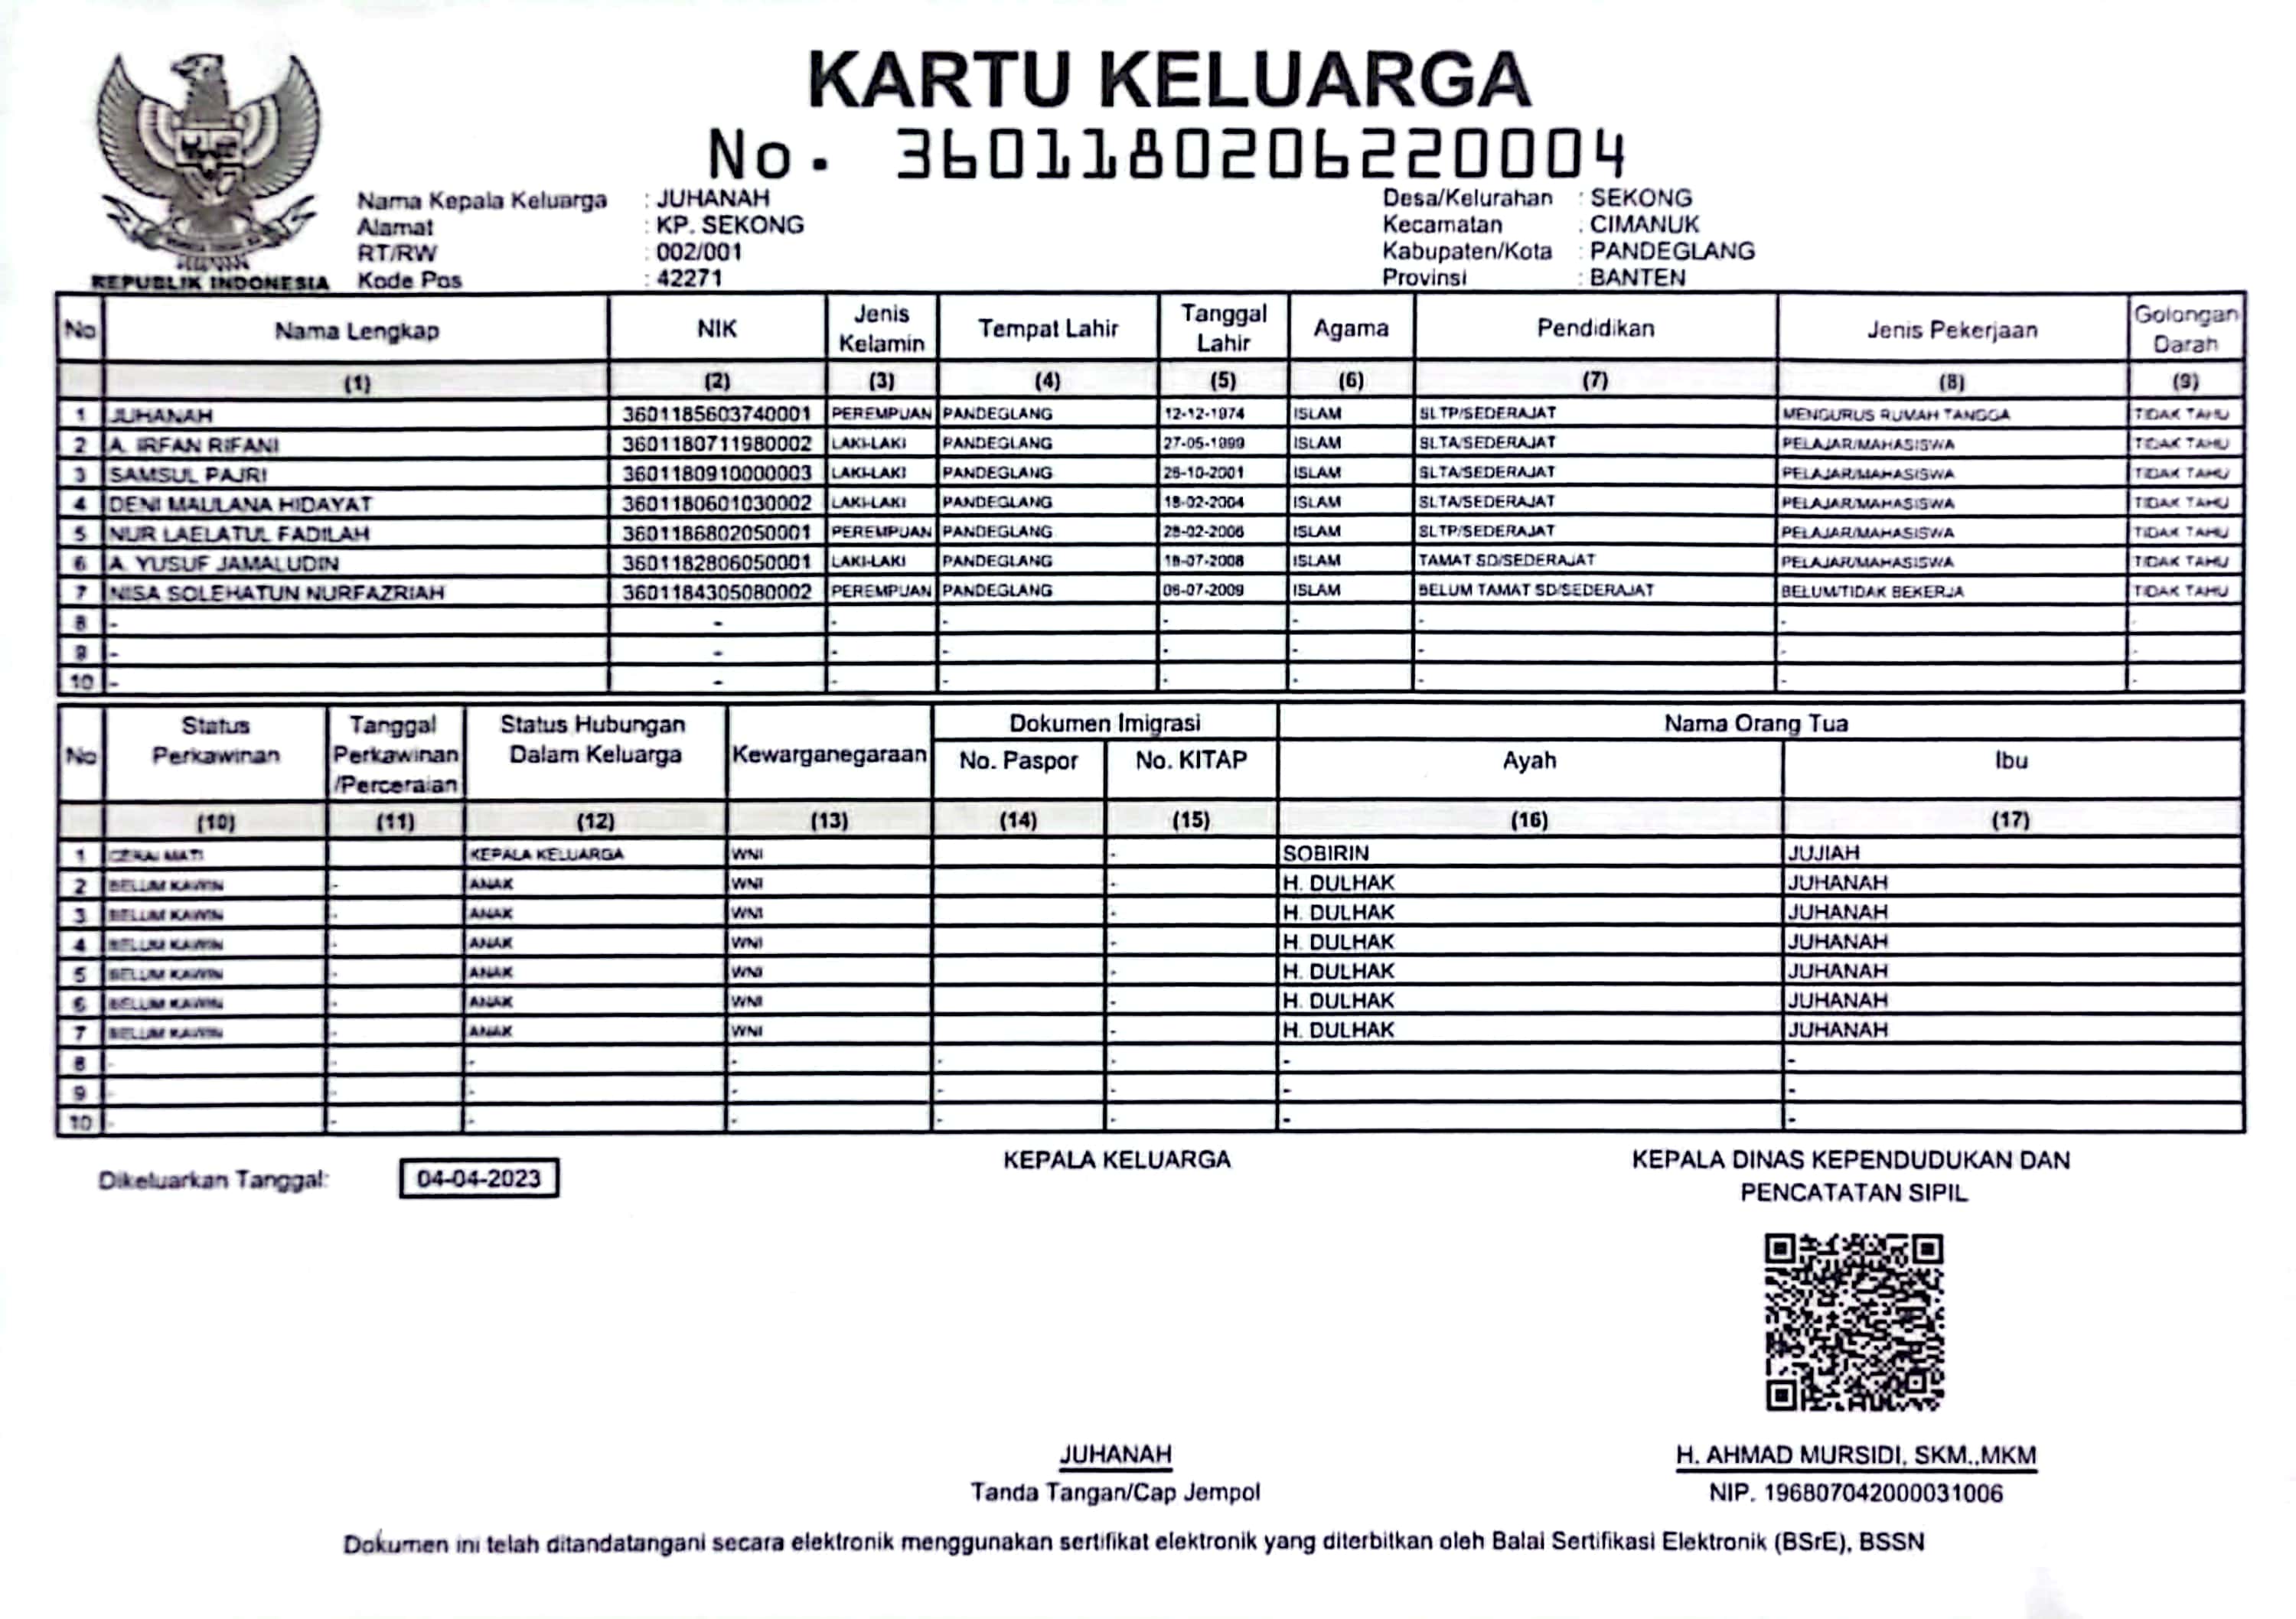 KARTU KELUARGA
No. 3601180206220004
REPUBLIK INDONESIA
Nama Kepala Keluarga : JUHANAH
Alamat : KP. SEKONG
RT/RW : 002/001
Kode Pos : 42271
Desa/Kelurahan : SEKONG
Kecamatan : CIMANUK
Kabupaten/Kota : PANDEGLANG
Provinsi : BANTEN
No Nama Lengkap NIK Jenis Kelamin Tempat Lahir Tanggal Lahir Agama Pendidikan Jenis Pekerjaan Golongan Darah
(1) (2) (3) (4) (5) (6) (7) (8) (9)
1 JUHANAH 3601185603740001 PEREMPUAN PANDEGLANG 12-12-1974 ISLAM SLTP/SEDERAJAT MENGURUS RUMAH TANGGA TIDAK TAHU
2 A. IRFAN RIFANI 3601180711980002 LAKI-LAKI PANDEGLANG 27-05-1999 ISLAM SLTA/SEDERAJAT PELAJAR/MAHASISWA TIDAK TAHU
3 SAMSUL PAJRI 3601180910000003 LAKI-LAKI PANDEGLANG 26-10-2001 ISLAM SLTA/SEDERAJAT PELAJAR/MAHASISWA TIDAK TAHU
4 DENI MAULANA HIDAYAT 3601180601030002 LAKI-LAKI PANDEGLANG 18-02-2004 ISLAM SLTA/SEDERAJAT PELAJAR/MAHASISWA TIDAK TAHU
5 NUR LAELATUL FADILAH 3601186802050001 PEREMPUAN PANDEGLANG 28-02-2006 ISLAM SLTP/SEDERAJAT PELAJAR/MAHASISWA TIDAK TAHU
6 A. YUSUF JAMALUDIN 3601182806050001 LAKI-LAKI PANDEGLANG 18-07-2008 ISLAM TAMAT SD/SEDERAJAT PELAJAR/MAHASISWA TIDAK TAHU
7 NISA SOLEHATUN NURFAZRIAH 3601184305080002 PEREMPUAN PANDEGLANG 06-07-2009 ISLAM BELUM TAMAT SD/SEDERAJAT BELUM/TIDAK BEKERJA TIDAK TAHU
8 - - - - - - - - -
9 - - - - - - - - -
10 - - - - - - - - -
No Status Perkawinan Tanggal Perkawinan /Perceraian Status Hubungan Dalam Keluarga Kewarganegaraan Dokumen Imigrasi Nama Orang Tua
No. Paspor No. KITAP Ayah Ibu
(10) (11) (12) (13) (14) (15) (16) (17)
1 CERAI MATI KEPALA KELUARGA WNI - SOBIRIN JUJIAH
2 BELUM KAWIN - ANAK WNI - H. DULHAK JUHANAH
3 BELUM KAWIN - ANAK WNI - H. DULHAK JUHANAH
4 BELUM KAWIN - ANAK WNI - H. DULHAK JUHANAH
5 BELUM KAWIN - ANAK WNI - H. DULHAK JUHANAH
6 BELUM KAWIN - ANAK WNI - H. DULHAK JUHANAH
7 BELUM KAWIN - ANAK WNI - H. DULHAK JUHANAH
8 - - - - - - - -
9 - - - - - - - -
10 - - - - - - - -
Dikeluarkan Tanggal: 04-04-2023
KEPALA KELUARGA
KEPALA DINAS KEPENDUDUKAN DAN
PENCATATAN SIPIL
JUHANAH
Tanda Tangan/Cap Jempol
H. AHMAD MURSIDI, SKM.,MKM
NIP. 196807042000031006
Dokumen ini telah ditandatangani secara elektronik menggunakan sertifikat elektronik yang diterbitkan oleh Balai Sertifikasi Elektronik (BSrE), BSSN